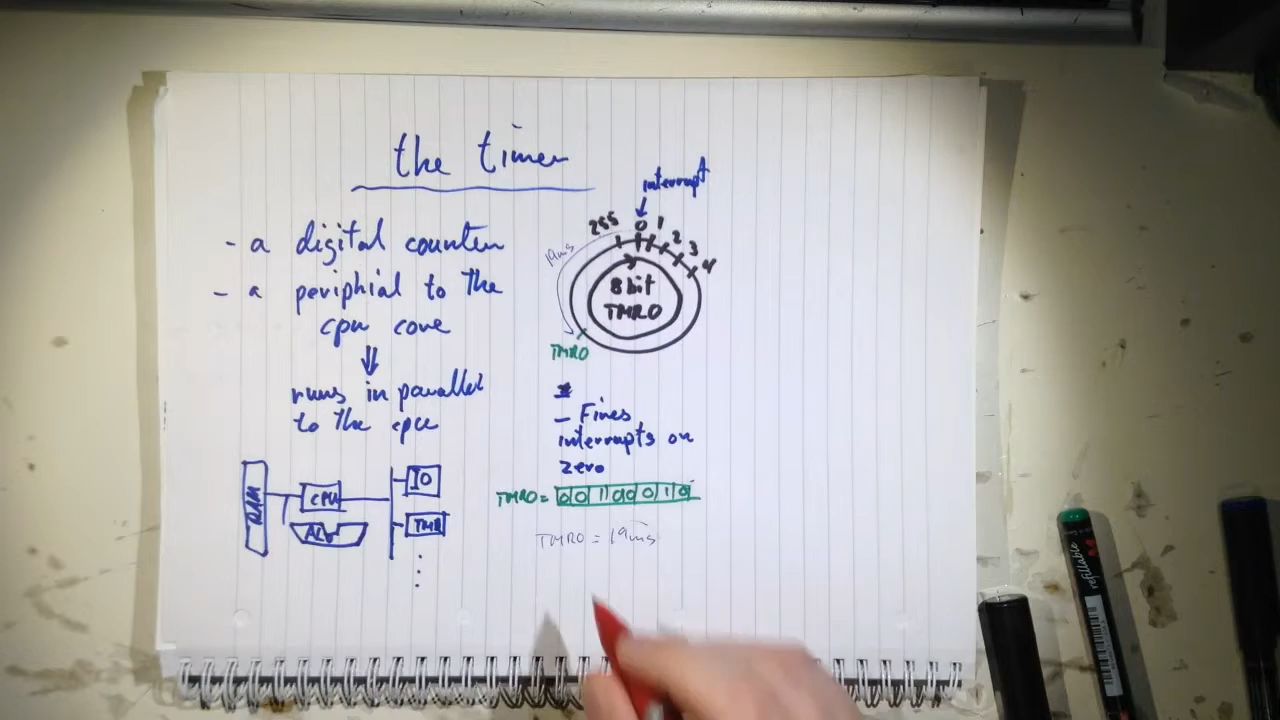 the timer
- a digital counter
- a periphial to the
cpu core
runs in parallel
to the cpu
RAM
CPU
ALU
IO
TMR
interrupt
255 0 1 2 3 4
19ms
8 bit
TMR0
TMR0
- Fires
interrupts on
zero
TMR0=
TMR0 = 19ms
refillable